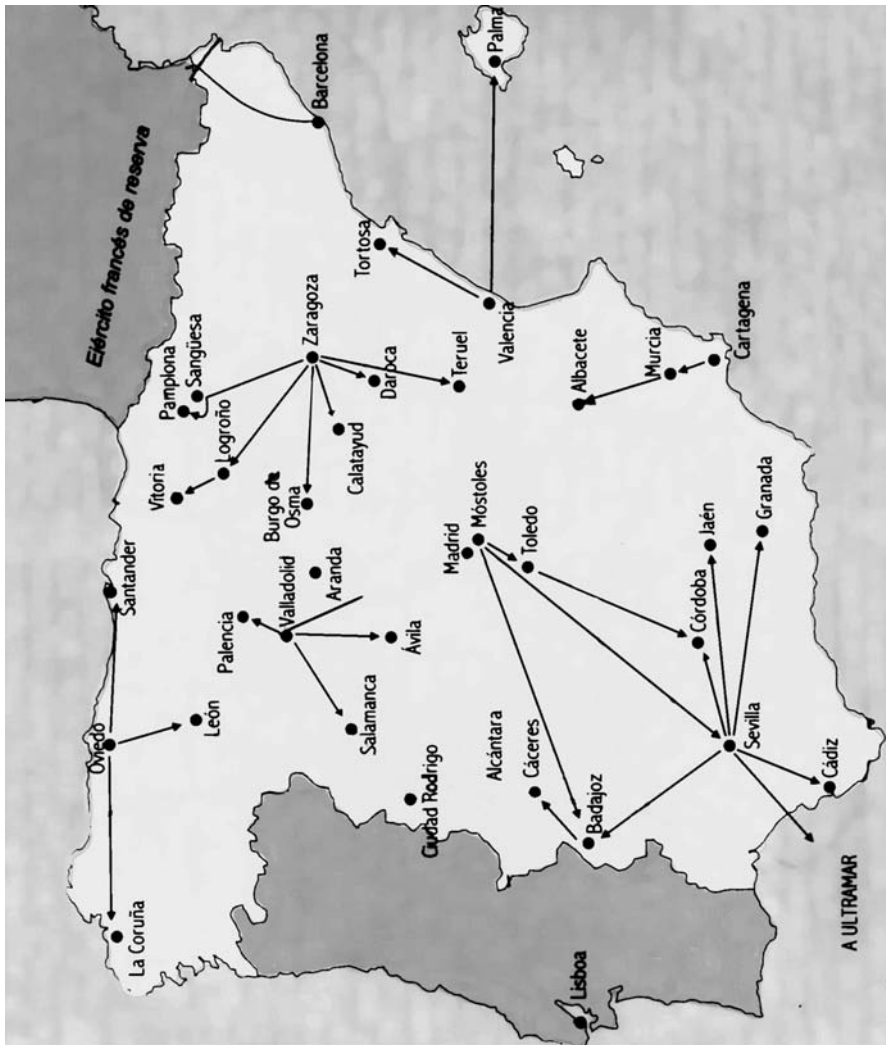 Oviedo
Santander
Ejército francés de reserva
La Coruña
Vitoria
Pamplona
Sangüesa
León
Logroño
Palencia
Burgo de
Osma
Valladolid
Zaragoza
Barcelona
Aranda
Calatayud
Salamanca
Tortosa
Daroca
Ávila
Ciudad Rodrigo
Madrid
Teruel
Móstoles
Alcántara
Palma
Valencia
Toledo
Cáceres
Albacete
Lisboa
Badajoz
Murcia
Córdoba
Jaén
Cartagena
Sevilla
Granada
Cádiz
A ULTRAMAR